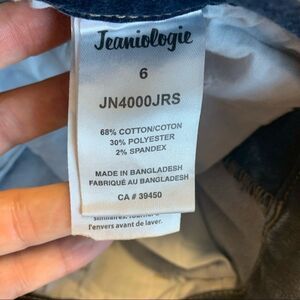 Jeaniologie
6
JN4000JRS
68% COTTON/COTON
30% POLYESTER
2% SPANDEX
MADE IN BANGLADESH
FABRIQUÉ AU BANGLADESH
CA # 39450
similaires.
l'envers avant de laver.